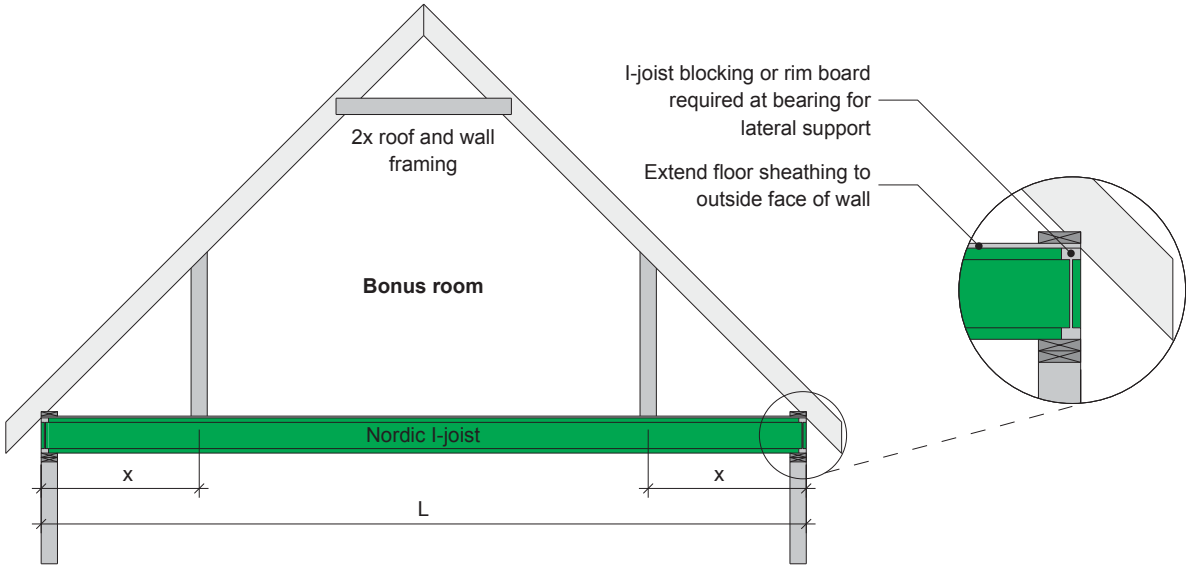 I-joist blocking or rim board
required at bearing for
lateral support
2x roof and wall
framing
Extend floor sheathing to
outside face of wall
Bonus room
Nordic I-joist
x
x
L